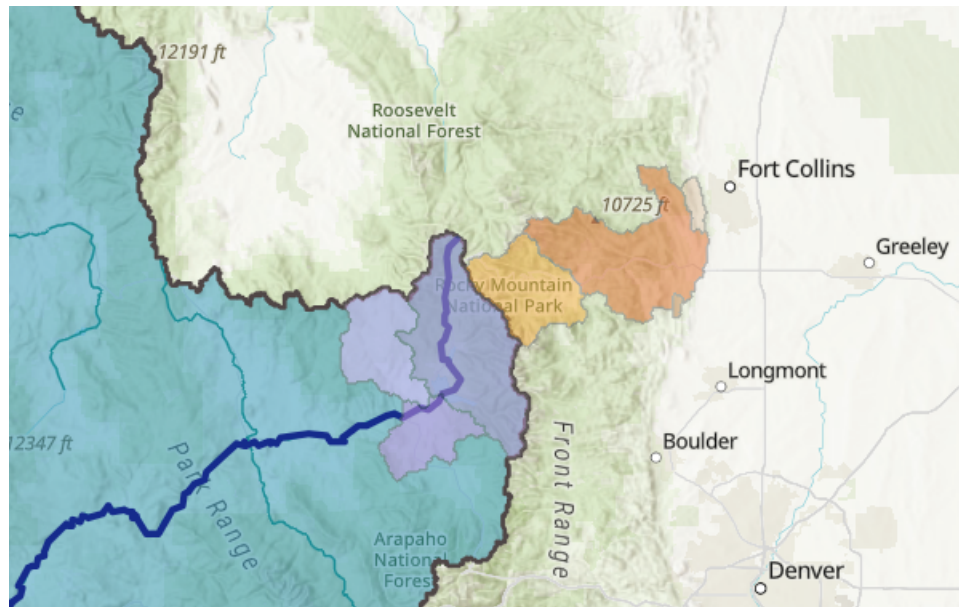 12191 ft
Roosevelt
National Forest
Fort Collins
10725 ft
Greeley
Rocky Mountain
National Park
Longmont
12347 ft
Park Range
Front Range
Boulder
Arapaho
National
Forest
Denver